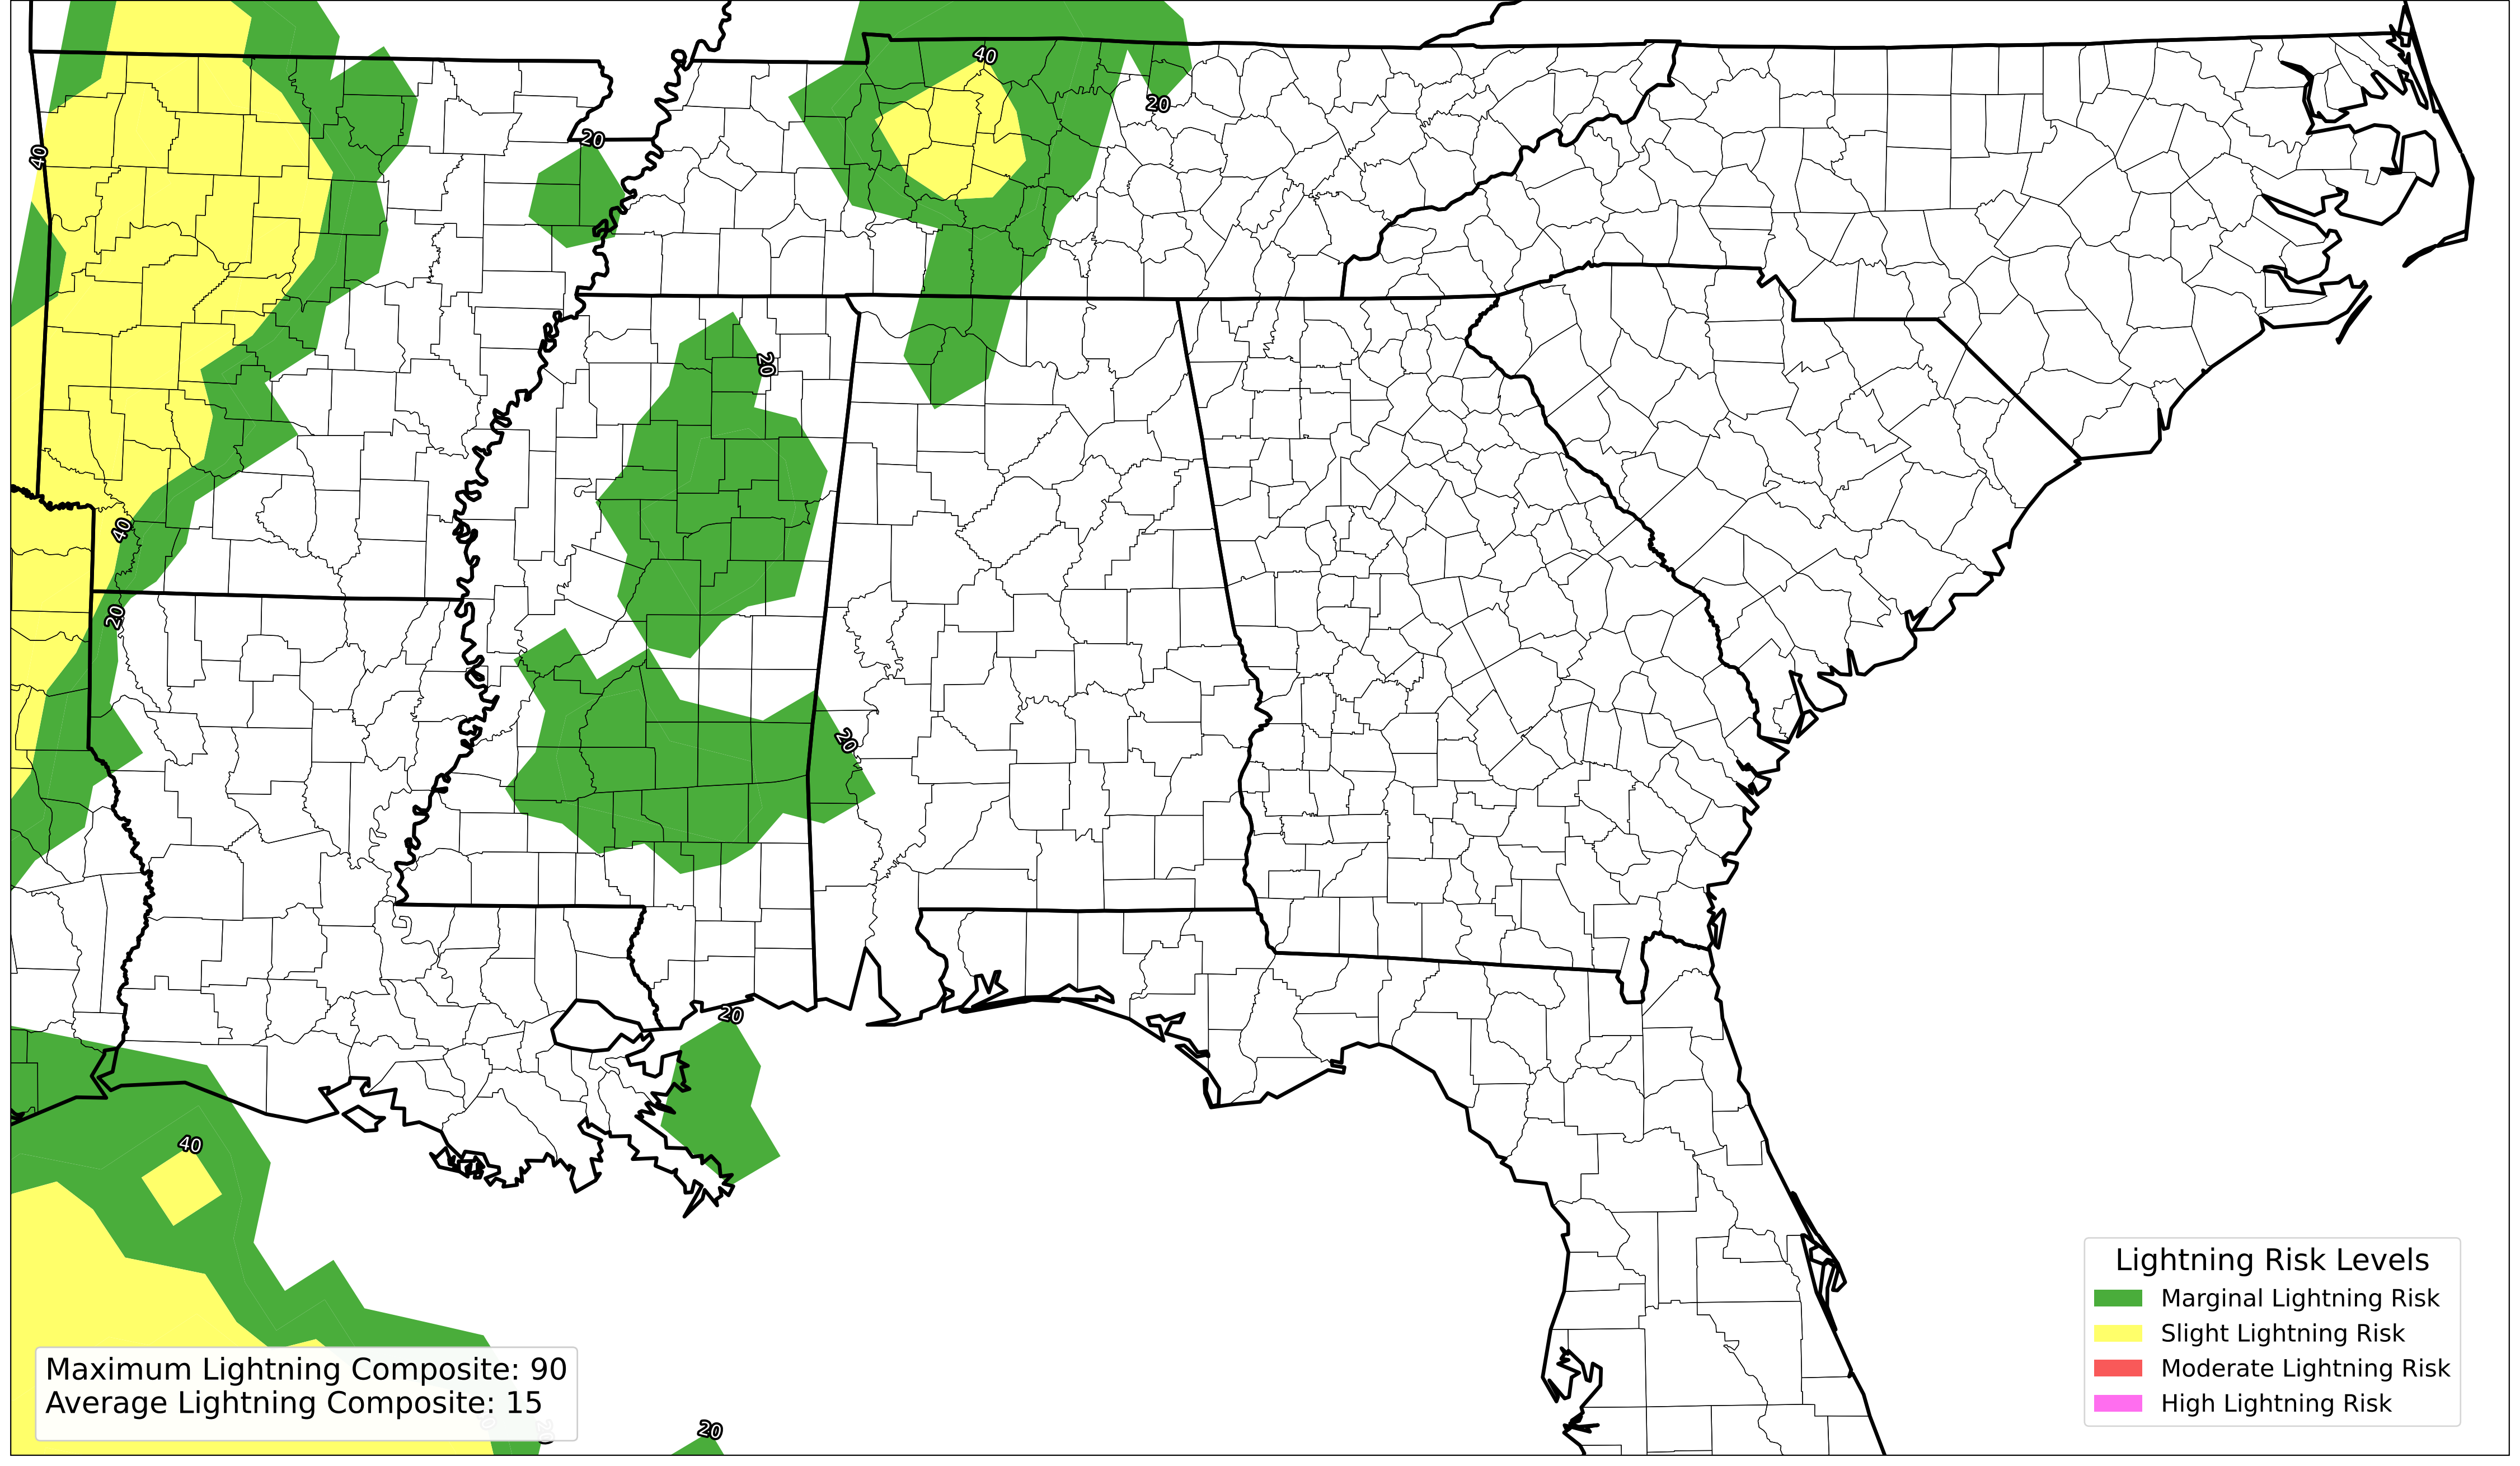 40
20
40
20
20
40
20
20
20
40
Lightning Risk Levels
Marginal Lightning Risk
Slight Lightning Risk
Moderate Lightning Risk
High Lightning Risk
Maximum Lightning Composite: 90
Average Lightning Composite: 15
20
20